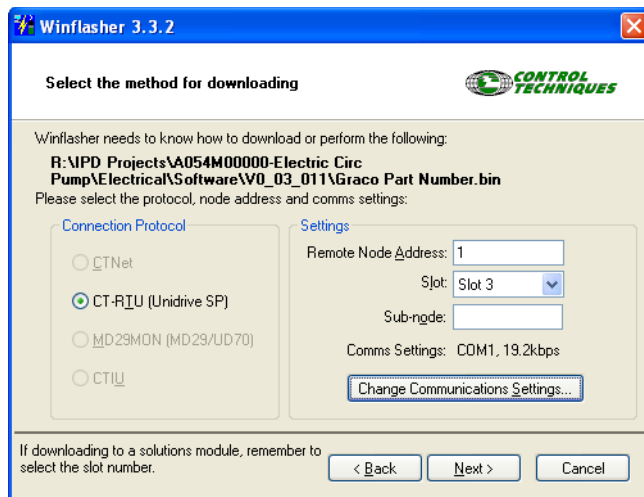 Winflasher 3.3.2
Select the method for downloading
CONTROL
TECHNIQUES
Winflasher needs to know how to download or perform the following:
R:\IPD Projects\A054M00000-Electric Circ
Pump\Electrical\Software\V0_03_011\Graco Part Number.bin
Please select the protocol, node address and comms settings:
Connection Protocol
CTNet
CT-RTU (Unidrive SP)
MD29MON (MD29/UD70)
CTIU
Settings
Remote Node Address: 1
Slot: Slot 3
Sub-node:
Comms Settings: COM1, 19.2kbps
Change Communications Settings...
If downloading to a solutions module, remember to
select the slot number.
< Back
Next >
Cancel